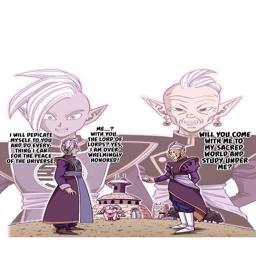 WILL YOU COME
WITH ME TO
MY SACRED
WORLD AND
STUDY UNDER
ME?
ME....?
WITH YOU,
THE LORD OF
LORDS? YES,
I AM OVER
WHELMINGLY
HONORED!
I WILL DEDICATE
MYSELF TO YOU
AND DO EVERY-
THING I CAN
FOR THE PEACE
OF THE UNIVERSE.